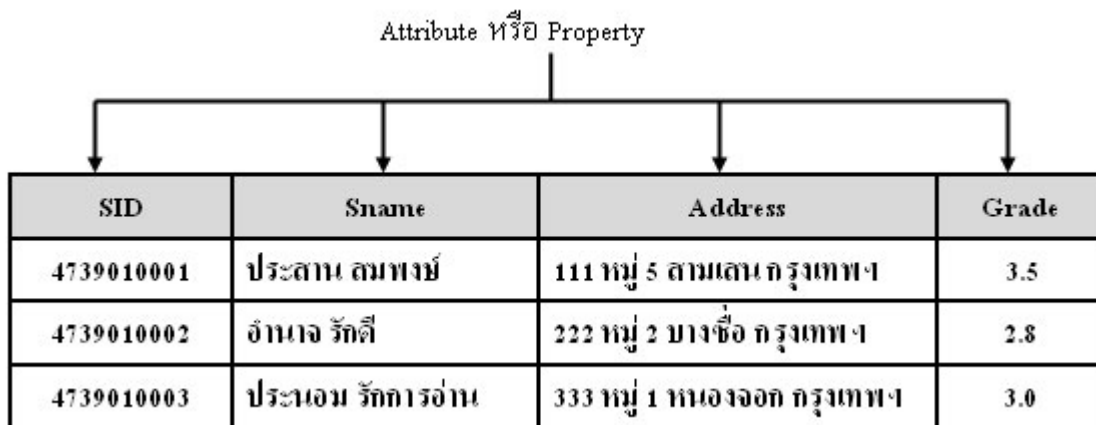 Attribute หรือ Property
SID Sname Address Grade
4739010001 ประสาน สมพงษ์ 111 หมู่ 5 สามเสน กรุงเทพฯ 3.5
4739010002 อำนาจ รักดี 222 หมู่ 2 บางซื่อ กรุงเทพฯ 2.8
4739010003 ประนอม รักการอ่าน 333 หมู่ 1 หนองจอก กรุงเทพฯ 3.0